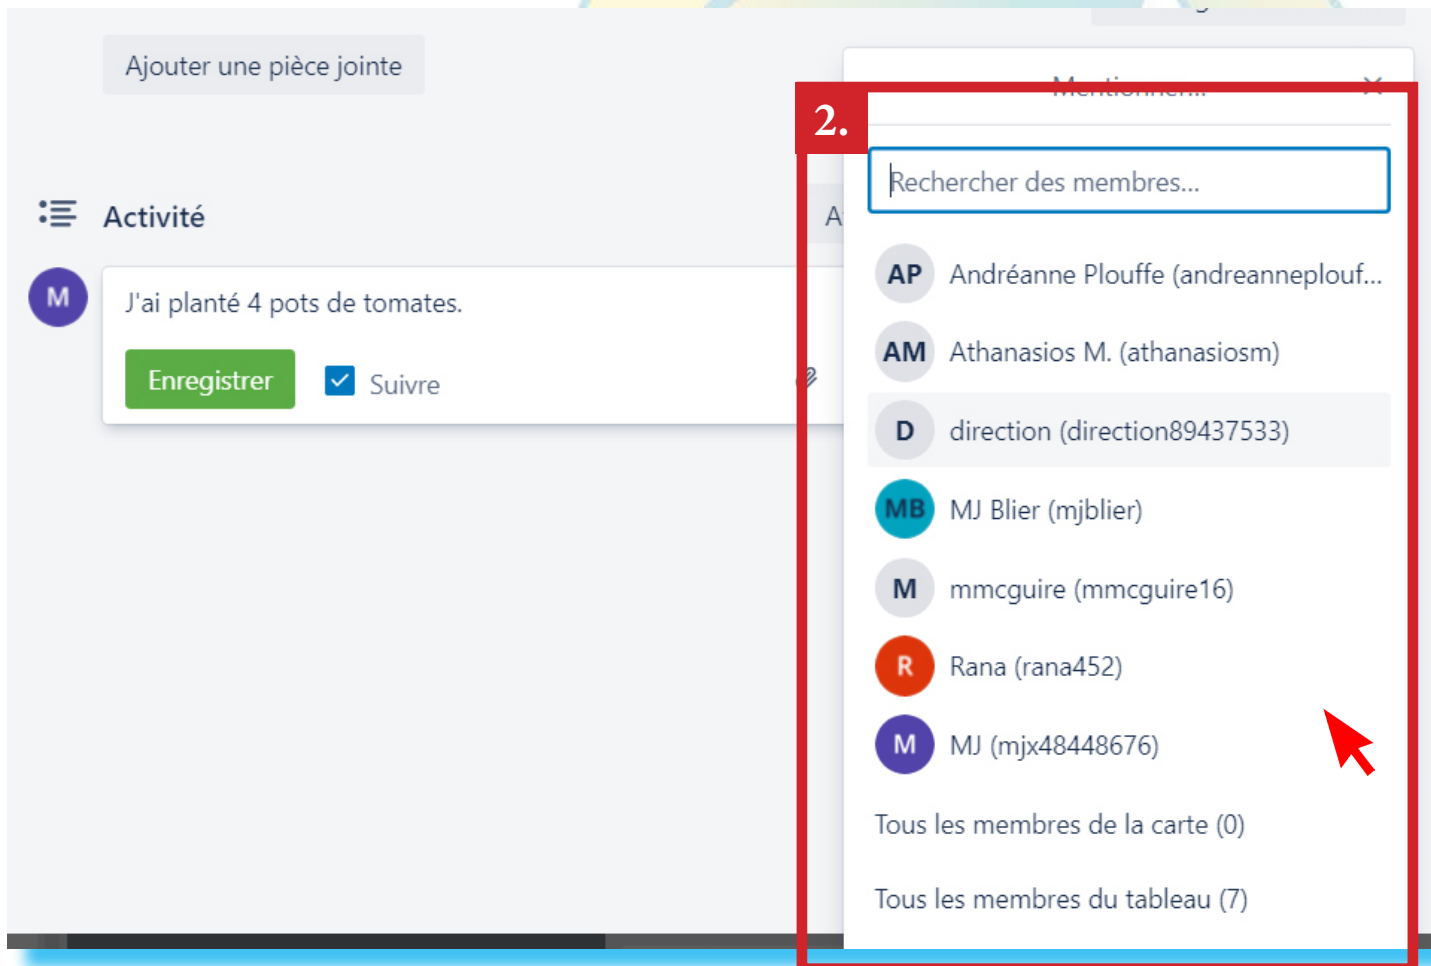 Ajouter une pièce jointe
Mentionner...
2.
Rechercher des membres...
Activité
A
M
J'ai planté 4 pots de tomates.
Enregistrer
Suivre
AP Andréanne Plouffe (andreanneplouf...
AM Athanasios M. (athanasiosm)
D direction (direction89437533)
MB MJ Blier (mjblier)
M mmcguire (mmcguire16)
R Rana (rana452)
M MJ (mjx48448676)
Tous les membres de la carte (0)
Tous les membres du tableau (7)